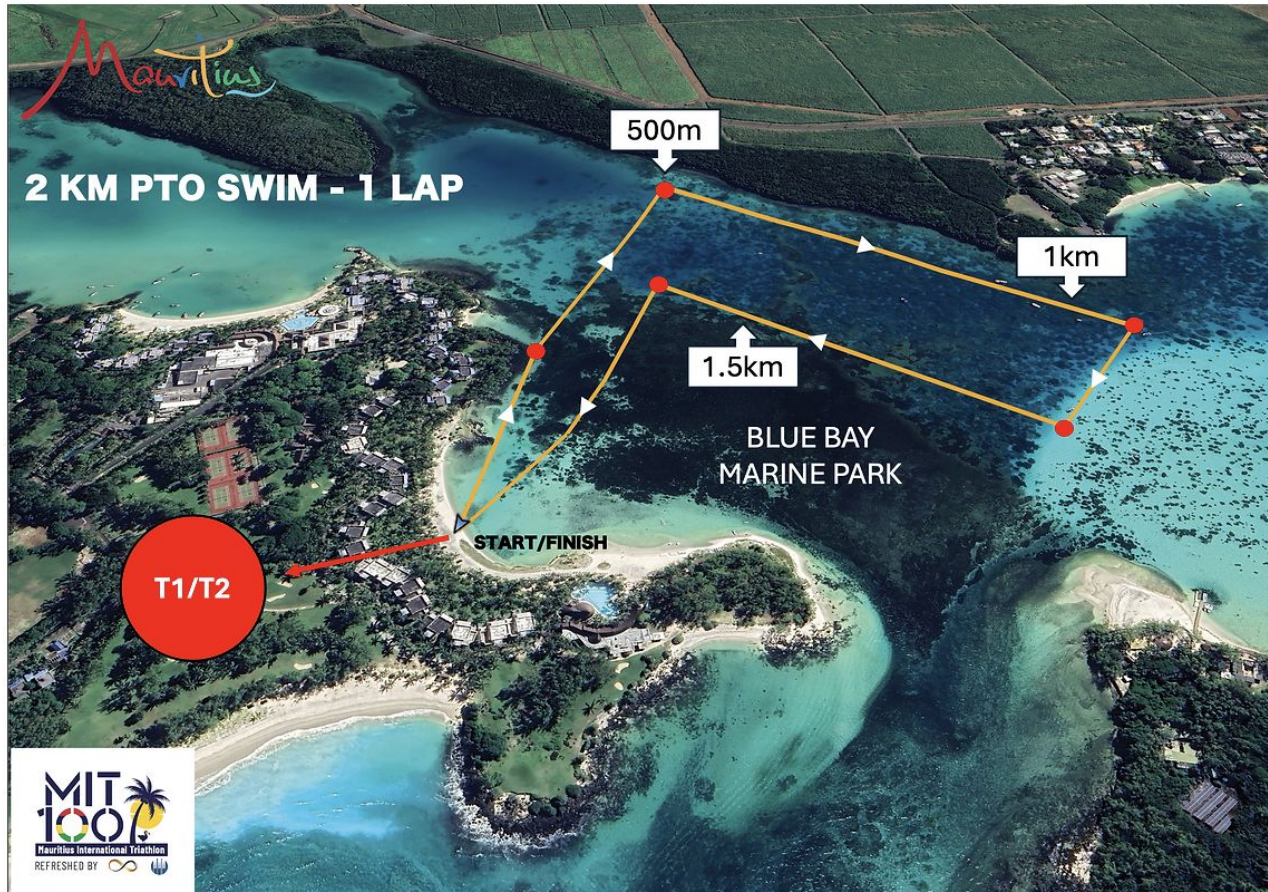 Mauritius
500m
2 KM PTO SWIM - 1 LAP
1km
1.5km
BLUE BAY
MARINE PARK
START/FINISH
T1/T2
MIT
100
Mauritius International Triathlon
REFRESHED BY